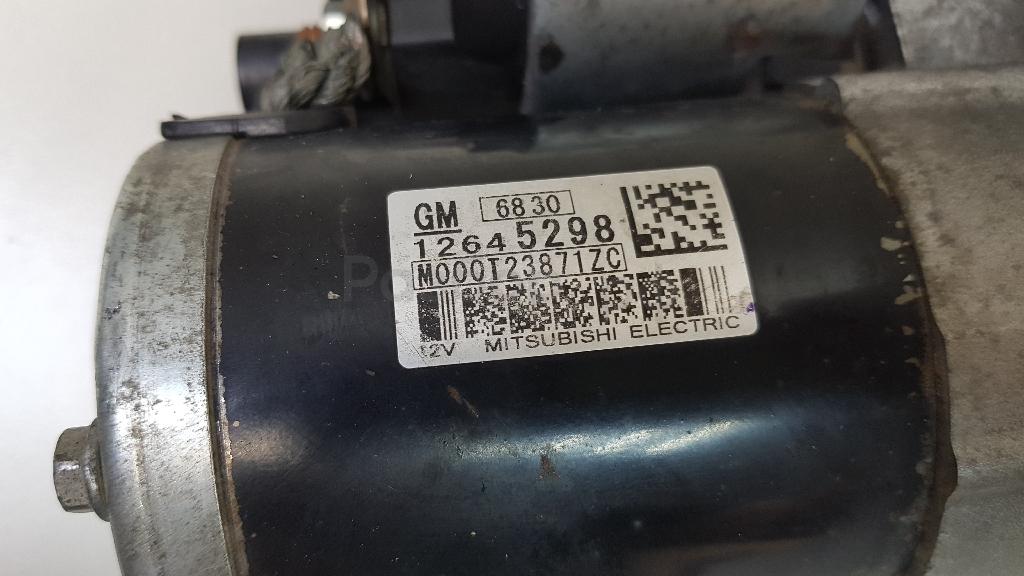 GM 6830
12645298
M000T23871ZC
12V MITSUBISHI ELECTRIC